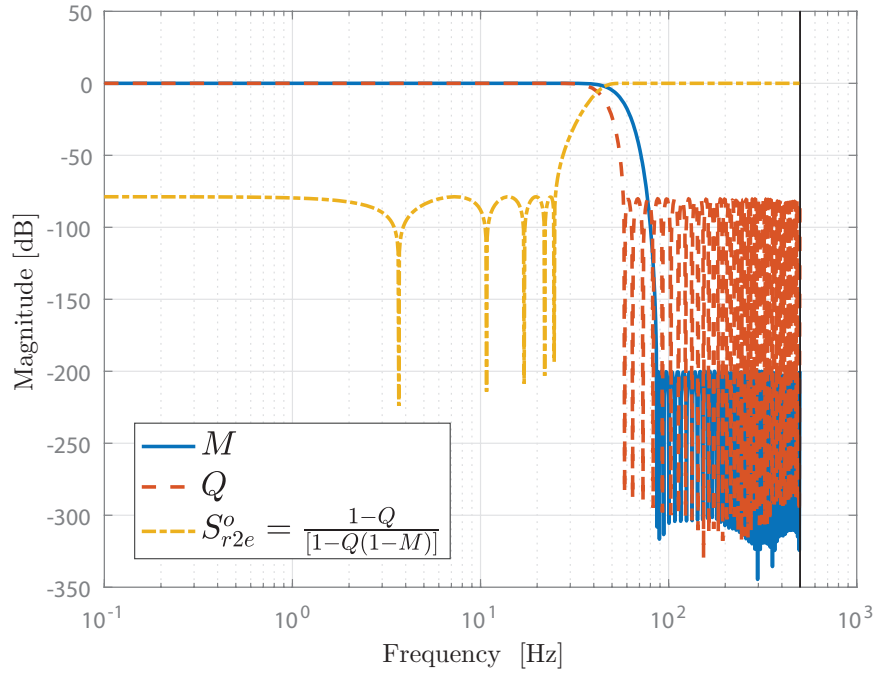 50
0
-50
-100
-150
-200
-250
-300
-350
Magnitude [dB]
M
Q
S^o_{r2e} = \frac{1-Q}{[1-Q(1-M)]}
10^{-1} 10^0 10^1 10^2 10^3
Frequency [Hz]